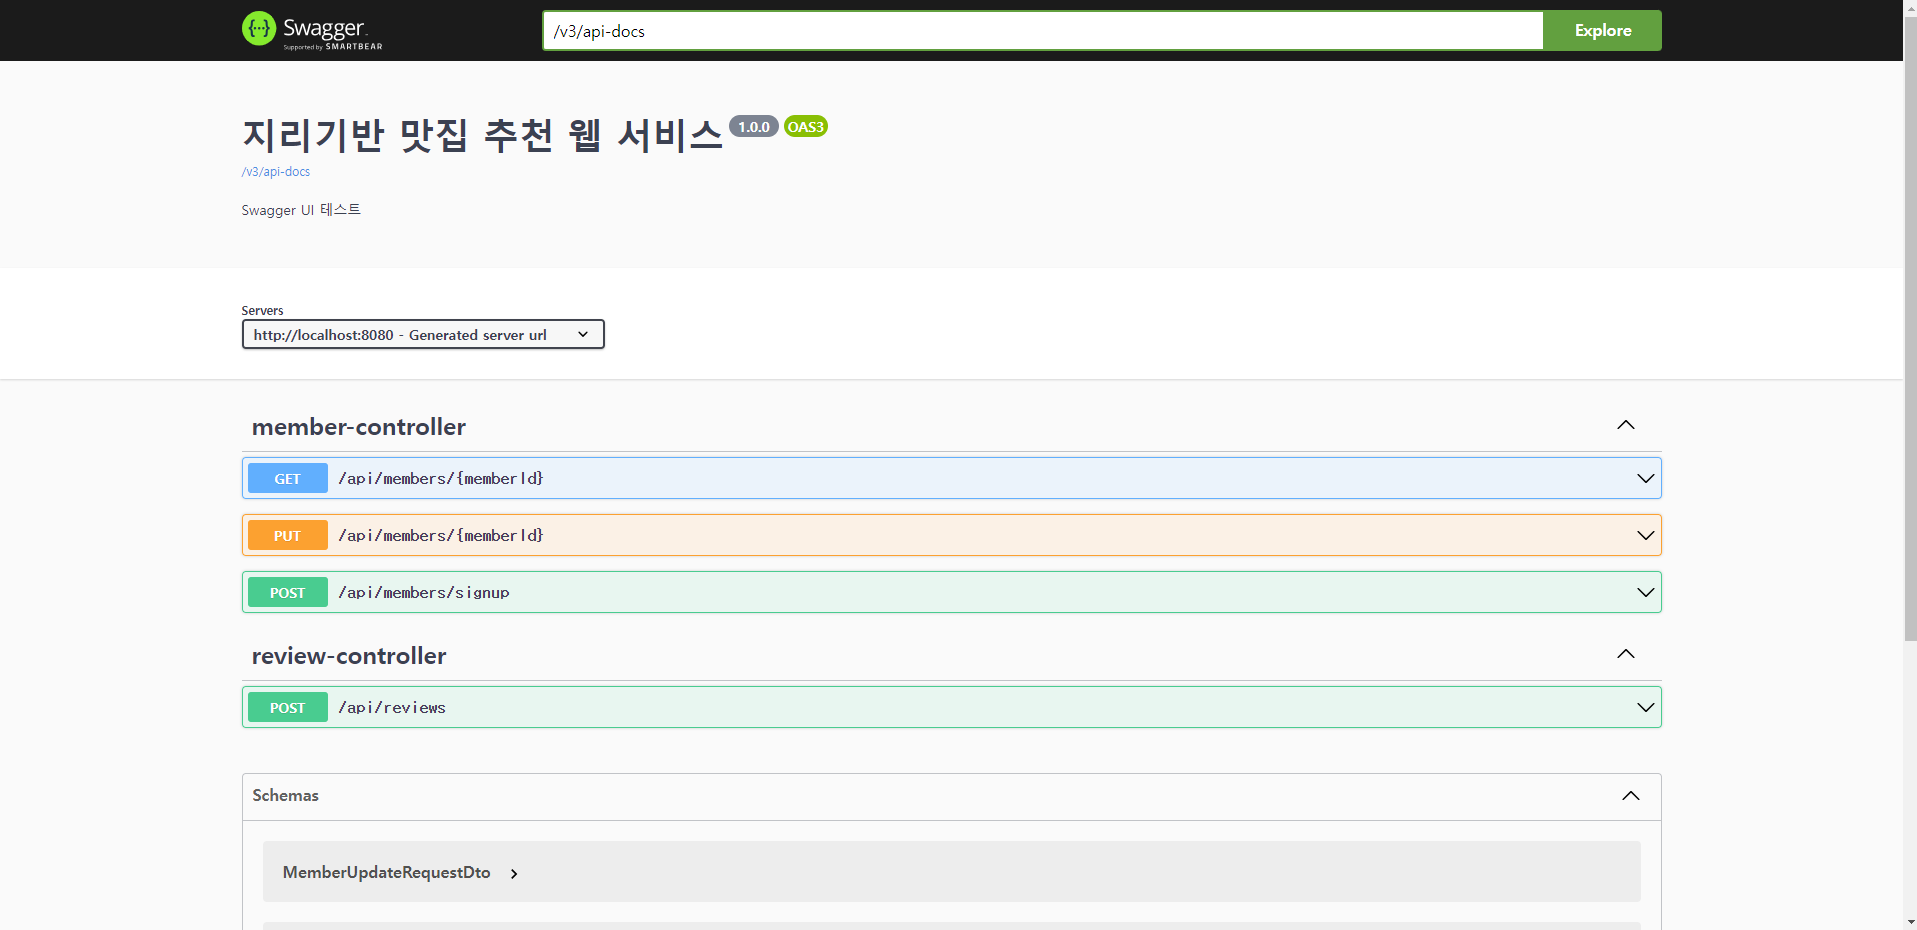 Swagger
Supported by SMARTBEAR
/v3/api-docs
Explore
지리기반 맛집 추천 웹 서비스 1.0.0 OAS3
/v3/api-docs
Swagger UI 테스트
Servers
http://localhost:8080 - Generated server url
member-controller
GET /api/members/{memberId}
PUT /api/members/{memberId}
POST /api/members/signup
review-controller
POST /api/reviews
Schemas
MemberUpdateRequestDto